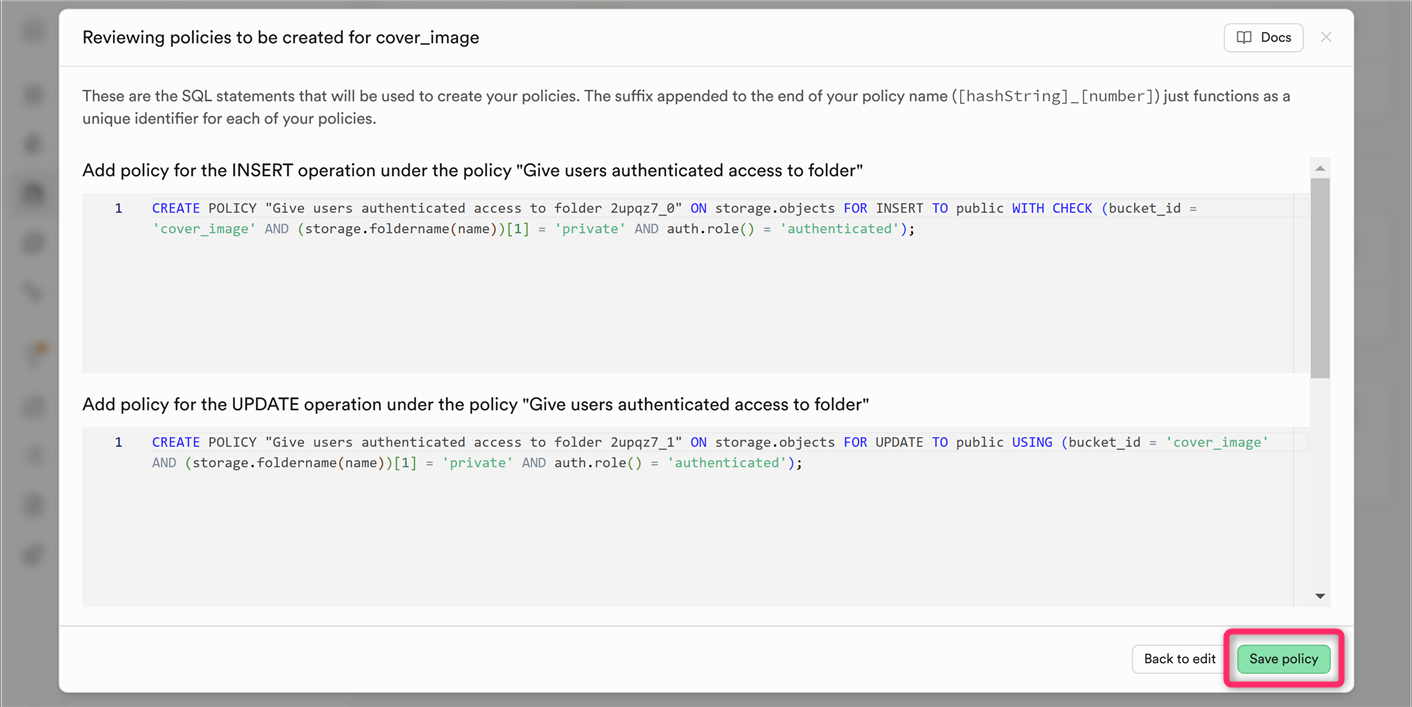 Reviewing policies to be created for cover_image
Docs
These are the SQL statements that will be used to create your policies. The suffix appended to the end of your policy name ([hashString]_[number]) just functions as a
unique identifier for each of your policies.
Add policy for the INSERT operation under the policy "Give users authenticated access to folder"
1 CREATE POLICY "Give users authenticated access to folder 2upqz7_0" ON storage.objects FOR INSERT TO public WITH CHECK (bucket_id =
'cover_image' AND (storage.foldername(name))[1] = 'private' AND auth.role() = 'authenticated');
Add policy for the UPDATE operation under the policy "Give users authenticated access to folder"
1 CREATE POLICY "Give users authenticated access to folder 2upqz7_1" ON storage.objects FOR UPDATE TO public USING (bucket_id = 'cover_image'
AND (storage.foldername(name))[1] = 'private' AND auth.role() = 'authenticated');
Back to edit
Save policy